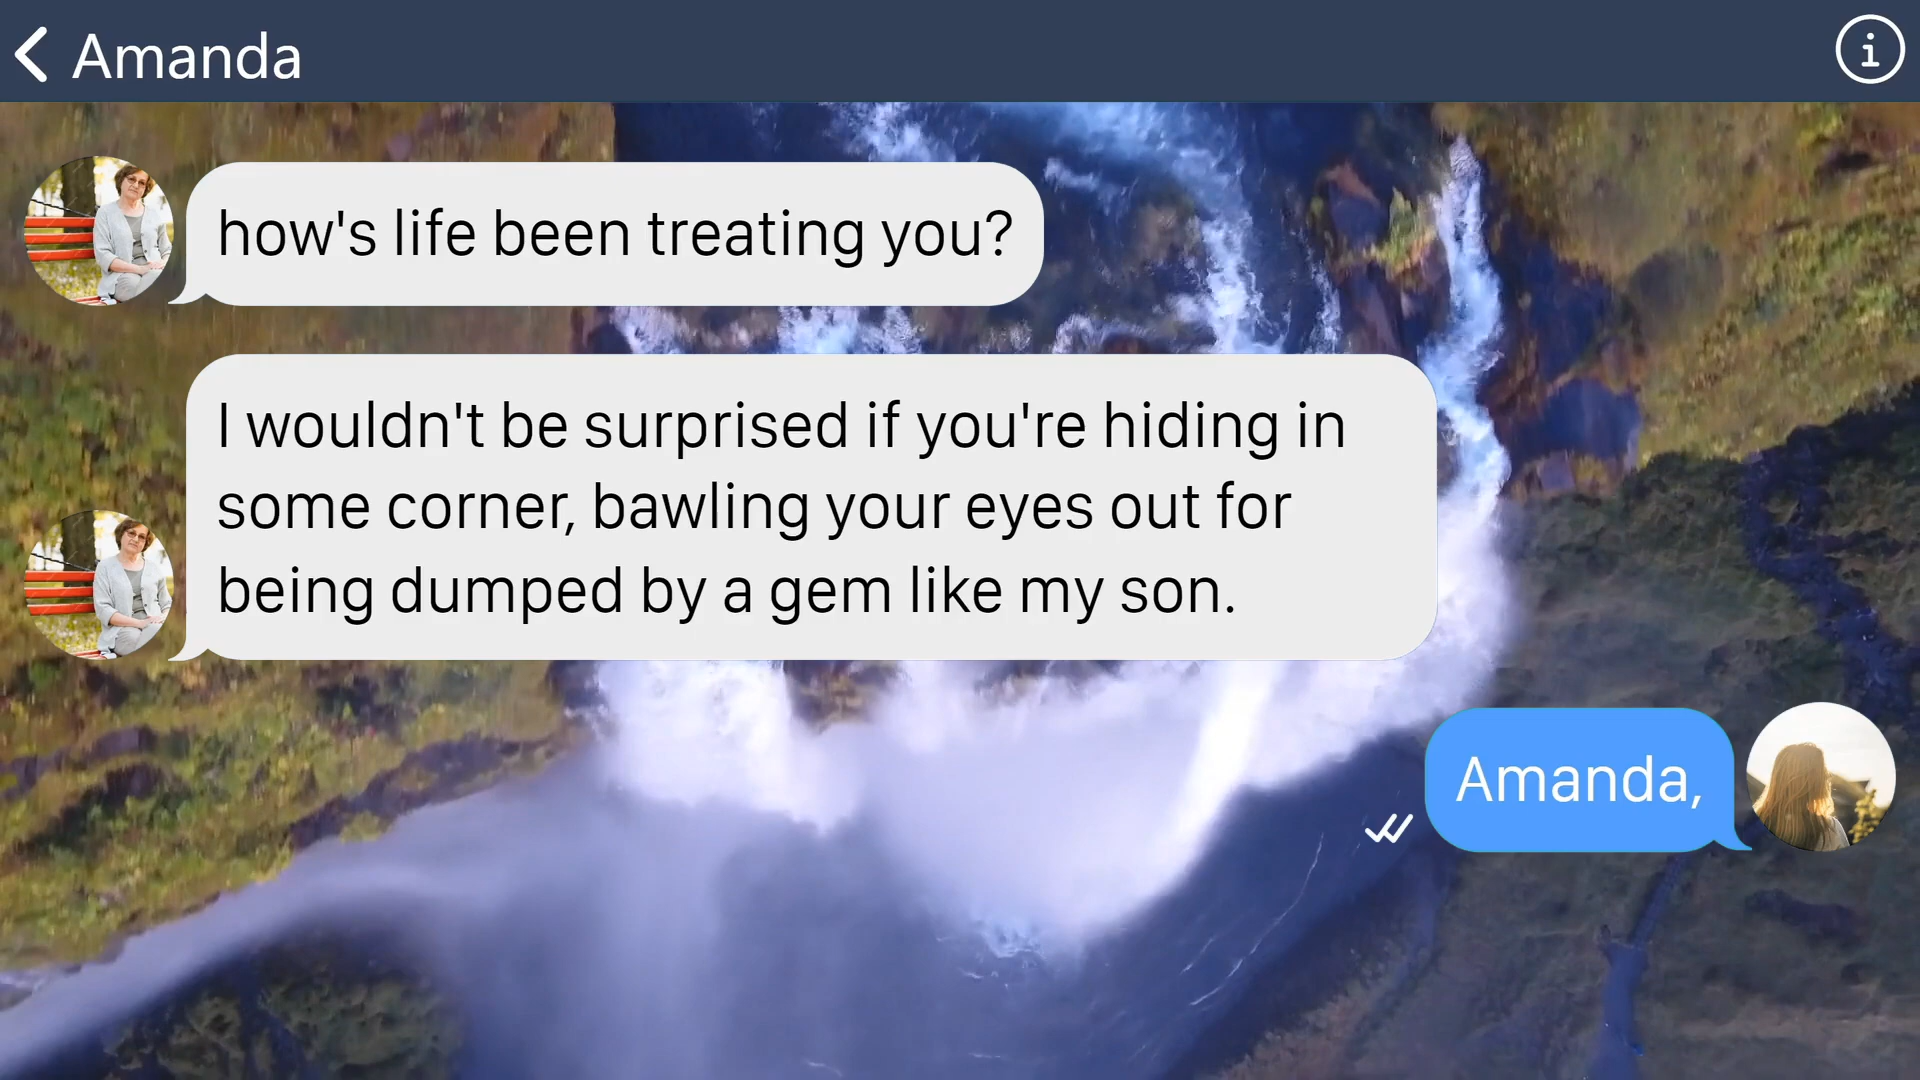 Amanda
how's life been treating you?
I wouldn't be surprised if you're hiding in
some corner, bawling your eyes out for
being dumped by a gem like my son.
Amanda,